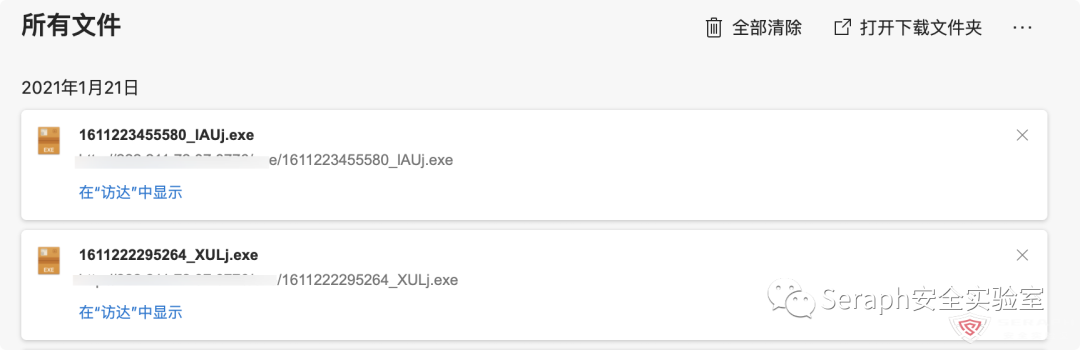 所有文件
全部清除
打开下载文件夹
2021年1月21日
1611223455580_lAUj.exe
e/1611223455580_lAUj.exe
在“访达”中显示
1611222295264_XULj.exe
/1611222295264_XULj.exe
在“访达”中显示
Seraph安全实验室
EXE
EXE